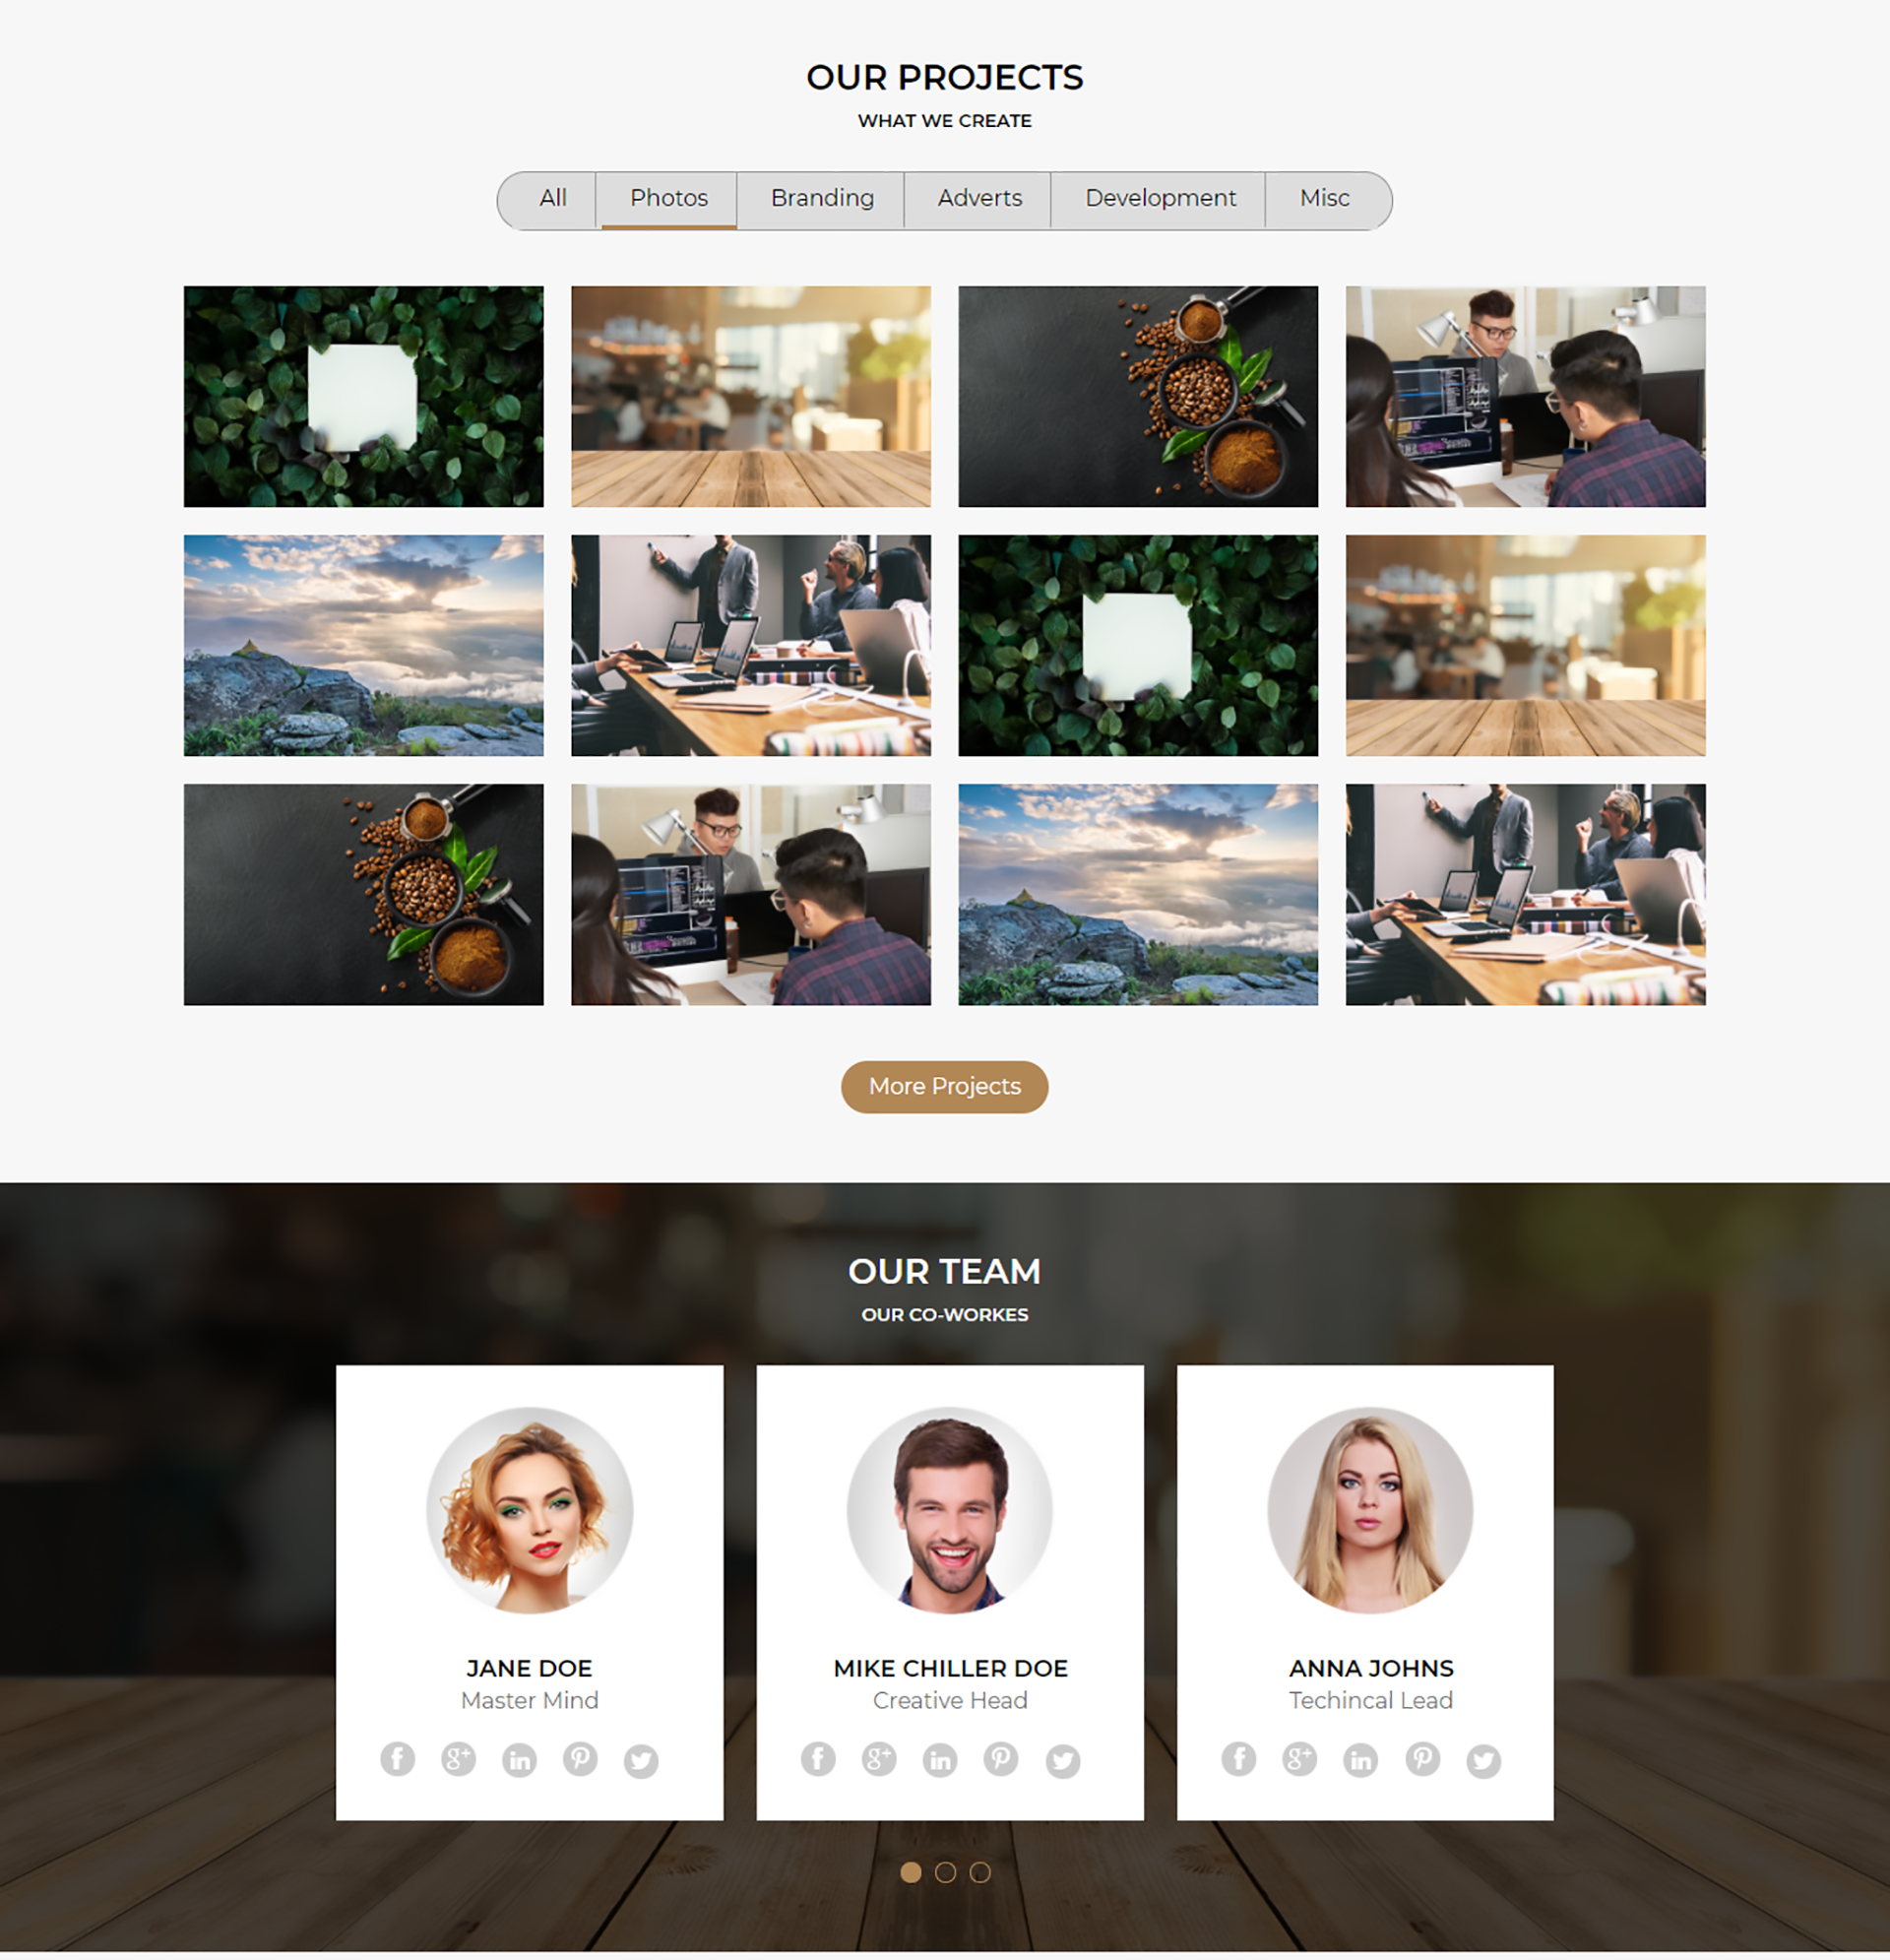 OUR PROJECTS
WHAT WE CREATE
All Photos Branding Adverts Development Misc
More Projects
OUR TEAM
OUR CO-WORKES
JANE DOE
Master Mind
MIKE CHILLER DOE
Creative Head
ANNA JOHNS
Techincal Lead